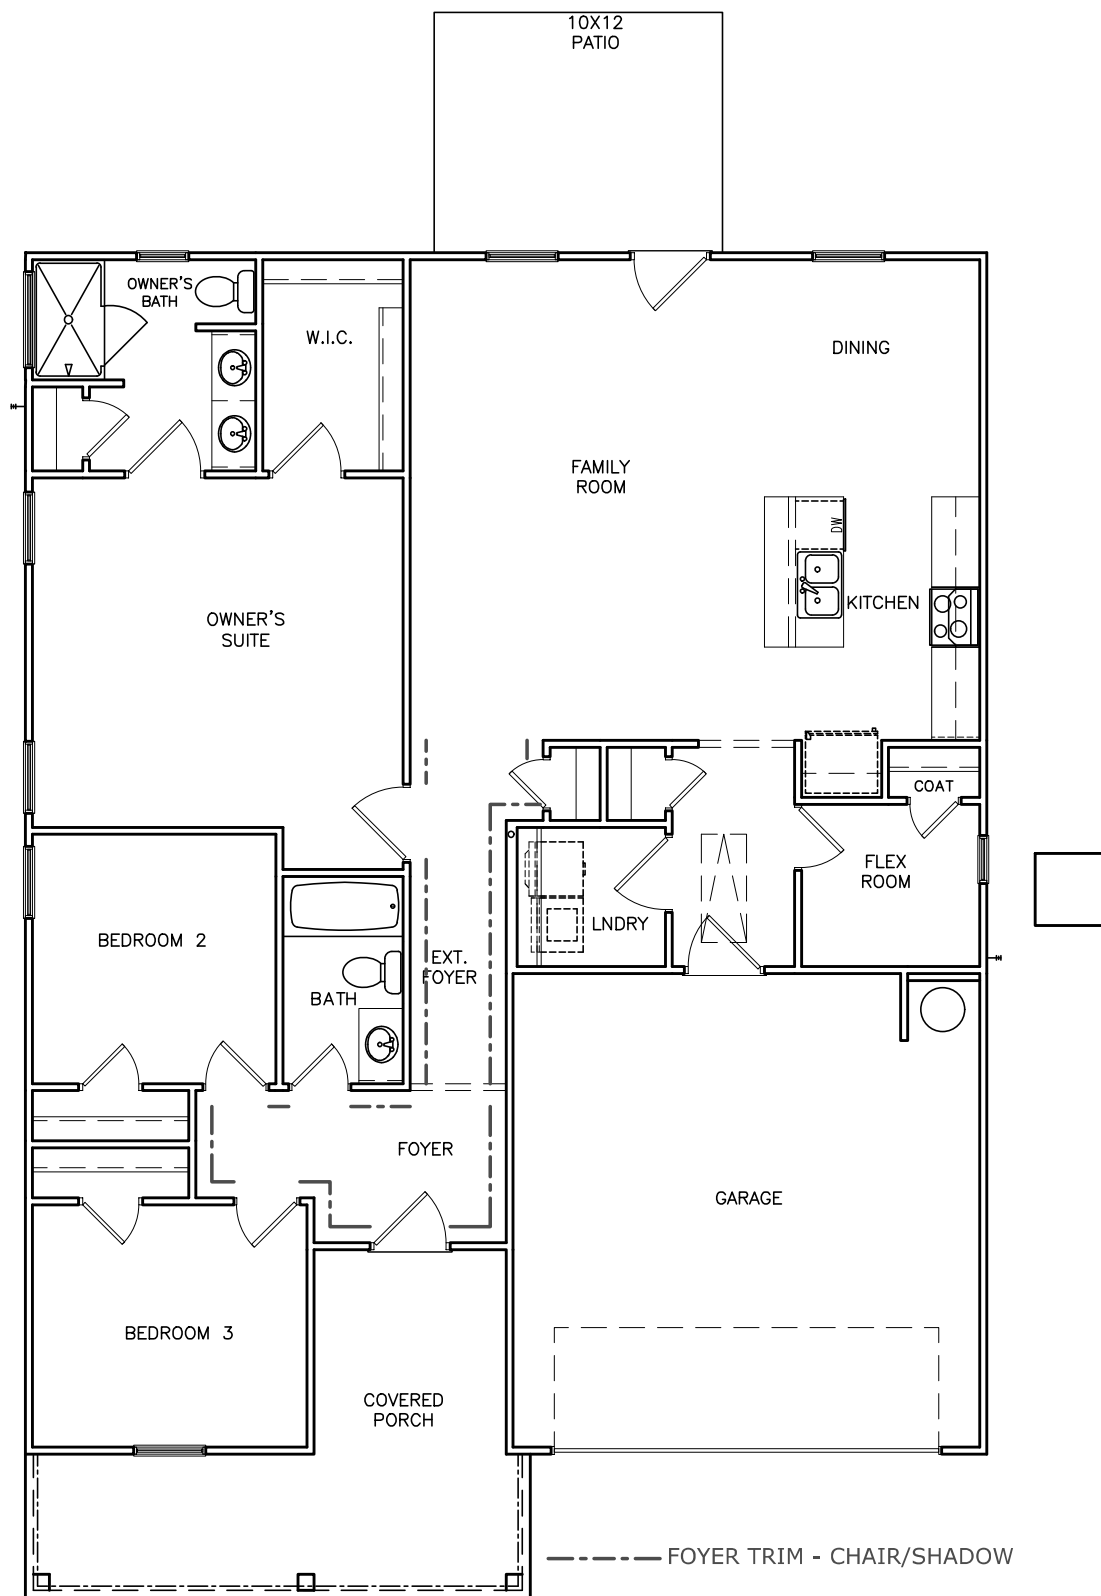 10X12
PATIO
OWNER'S
BATH
W.I.C.
DINING
FAMILY
ROOM
DW
KITCHEN
OWNER'S
SUITE
COAT
FLEX
ROOM
LNDRY
BEDROOM 2
EXT.
FOYER
BATH
FOYER
GARAGE
BEDROOM 3
COVERED
PORCH
FOYER TRIM - CHAIR/SHADOW